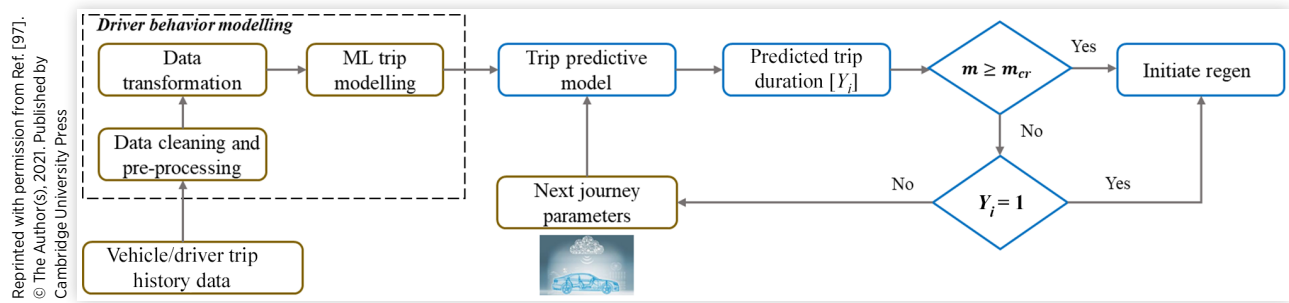 Reprinted with permission from Ref. [97].
© The Author(s), 2021. Published by
Cambridge University Press
Driver behavior modelling
Data
transformation
ML trip
modelling
Trip predictive
model
Predicted trip
duration [Yᵢ]
m ≥ m꜀ᵣ
Yes
Initiate regen
Data cleaning and
pre-processing
No
Next journey
parameters
No
Yᵢ = 1
Yes
Vehicle/driver trip
history data